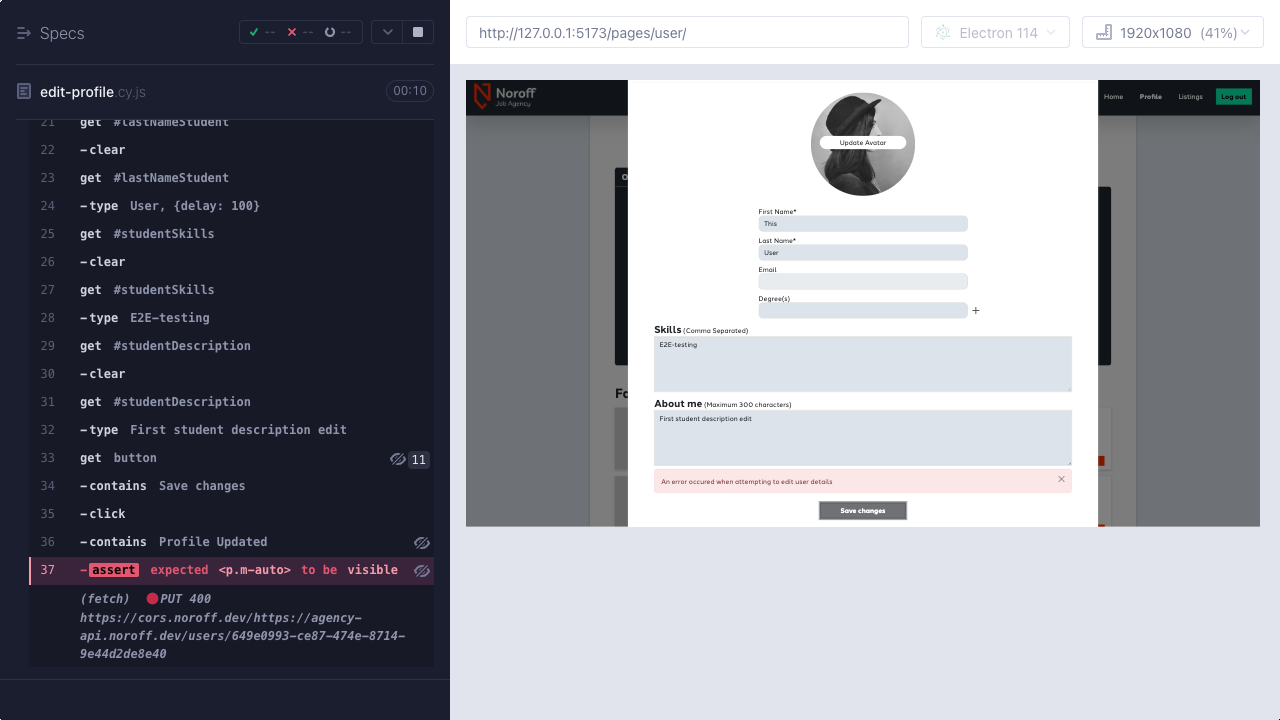 Specs
-- -- --
edit-profile.cy.js
00:10
21 get #lastNameStudent
22 -clear
23 get #lastNameStudent
24 -type User, {delay: 100}
25 get #studentSkills
26 -clear
27 get #studentSkills
28 -type E2E-testing
29 get #studentDescription
30 -clear
31 get #studentDescription
32 -type First student description edit
33 get button 11
34 -contains Save changes
35 -click
36 -contains Profile Updated
37 -assert expected <p.m-auto> to be visible
(fetch) PUT 400
https://cors.noroff.dev/https://agency-
api.noroff.dev/users/649e0993-ce87-474e-8714-
9e44d2de8e40
http://127.0.0.1:5173/pages/user/
Electron 114
1920x1080 (41%)
Noroff
Job Agency
Home Profile Listings Log out
Update Avatar
First Name*
This
Last Name*
User
Email
Degree(s)
+
Skills (Comma Separated)
E2E-testing
About me (Maximum 300 characters)
First student description edit
An error occured when attempting to edit user details
Save changes